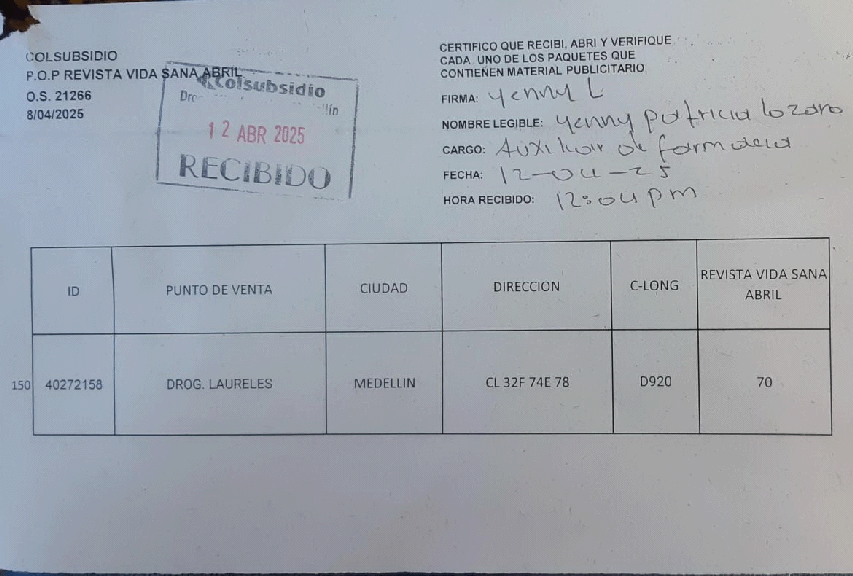 COLSUBSIDIO
P.O.P REVISTA VIDA SANA ABRIL
O.S. 21266
8/04/2025
Colsubsidio
12 ABR 2025
RECIBIDO
CERTIFICO QUE RECIBI, ABRI Y VERIFIQUE
CADA UNO DE LOS PAQUETES QUE
CONTIENEN MATERIAL PUBLICITARIO
FIRMA: Yenny L
NOMBRE LEGIBLE: Yenny patricia lozano
CARGO: Auxiliar de farmacia
FECHA: 12-04-25
HORA RECIBIDO: 12:04 pm
ID PUNTO DE VENTA CIUDAD DIRECCION C-LONG REVISTA VIDA SANA
ABRIL
150 40272158 DROG. LAURELES MEDELLIN CL 32F 74E 78 D920 70